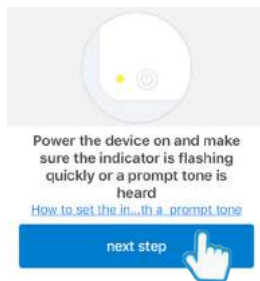 Power the device on and make
sure the indicator is flashing
quickly or a prompt tone is
heard
How to set the in...th a prompt tone
next step